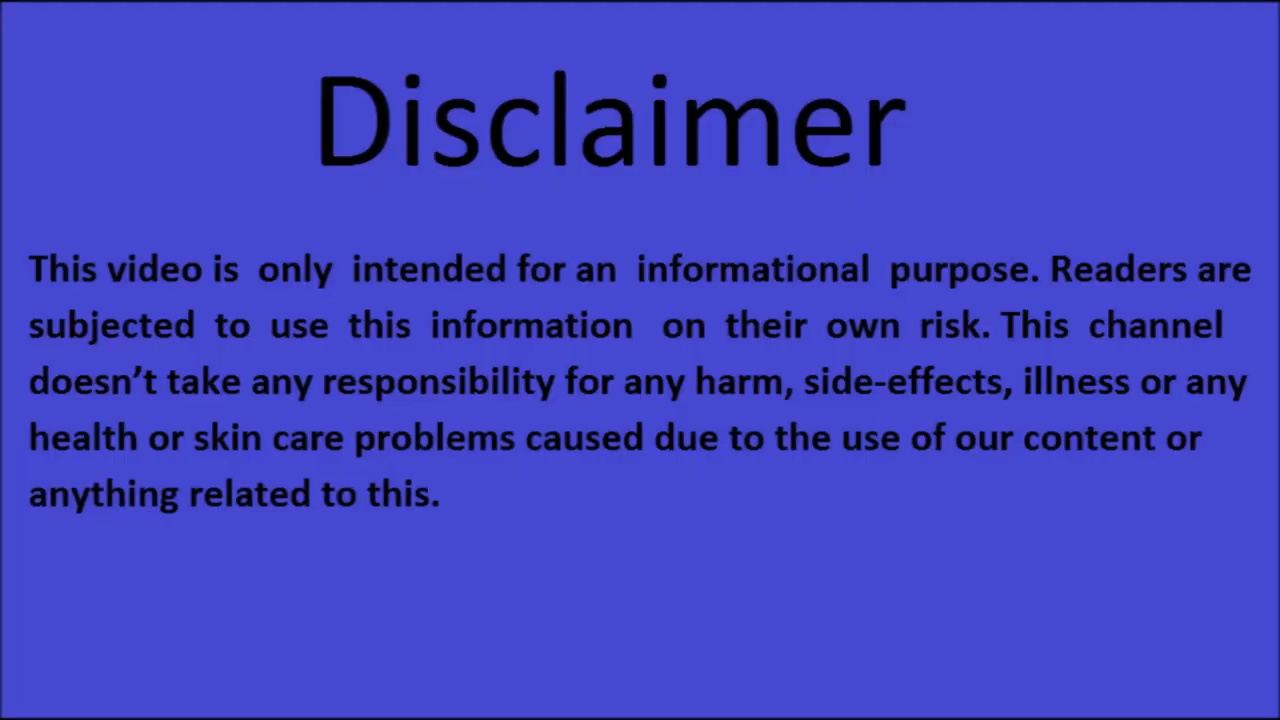 Disclaimer
This video is only intended for an informational purpose. Readers are
subjected to use this information on their own risk. This channel
doesn’t take any responsibility for any harm, side-effects, illness or any
health or skin care problems caused due to the use of our content or
anything related to this.